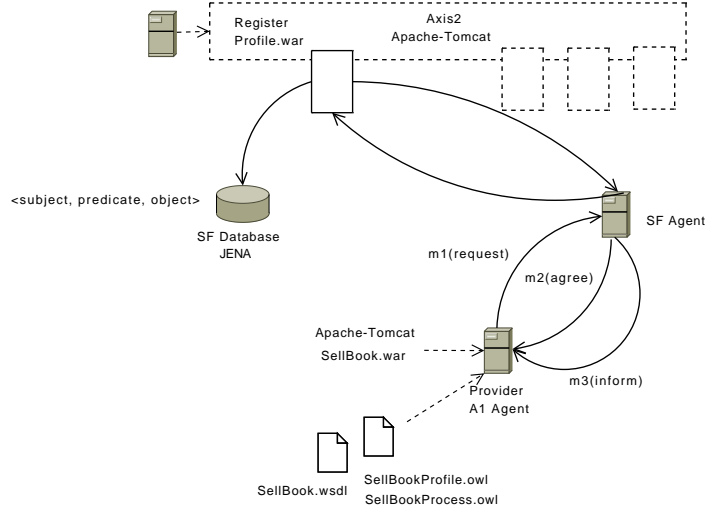 Register
Profile.war
Axis2
Apache-Tomcat
<subject, predicate, object>
SF Database
JENA
SF Agent
m1(request)
m2(agree)
Apache-Tomcat
SellBook.war
m3(inform)
Provider
A1 Agent
SellBook.wsdl
SellBookProfile.owl
SellBookProcess.owl